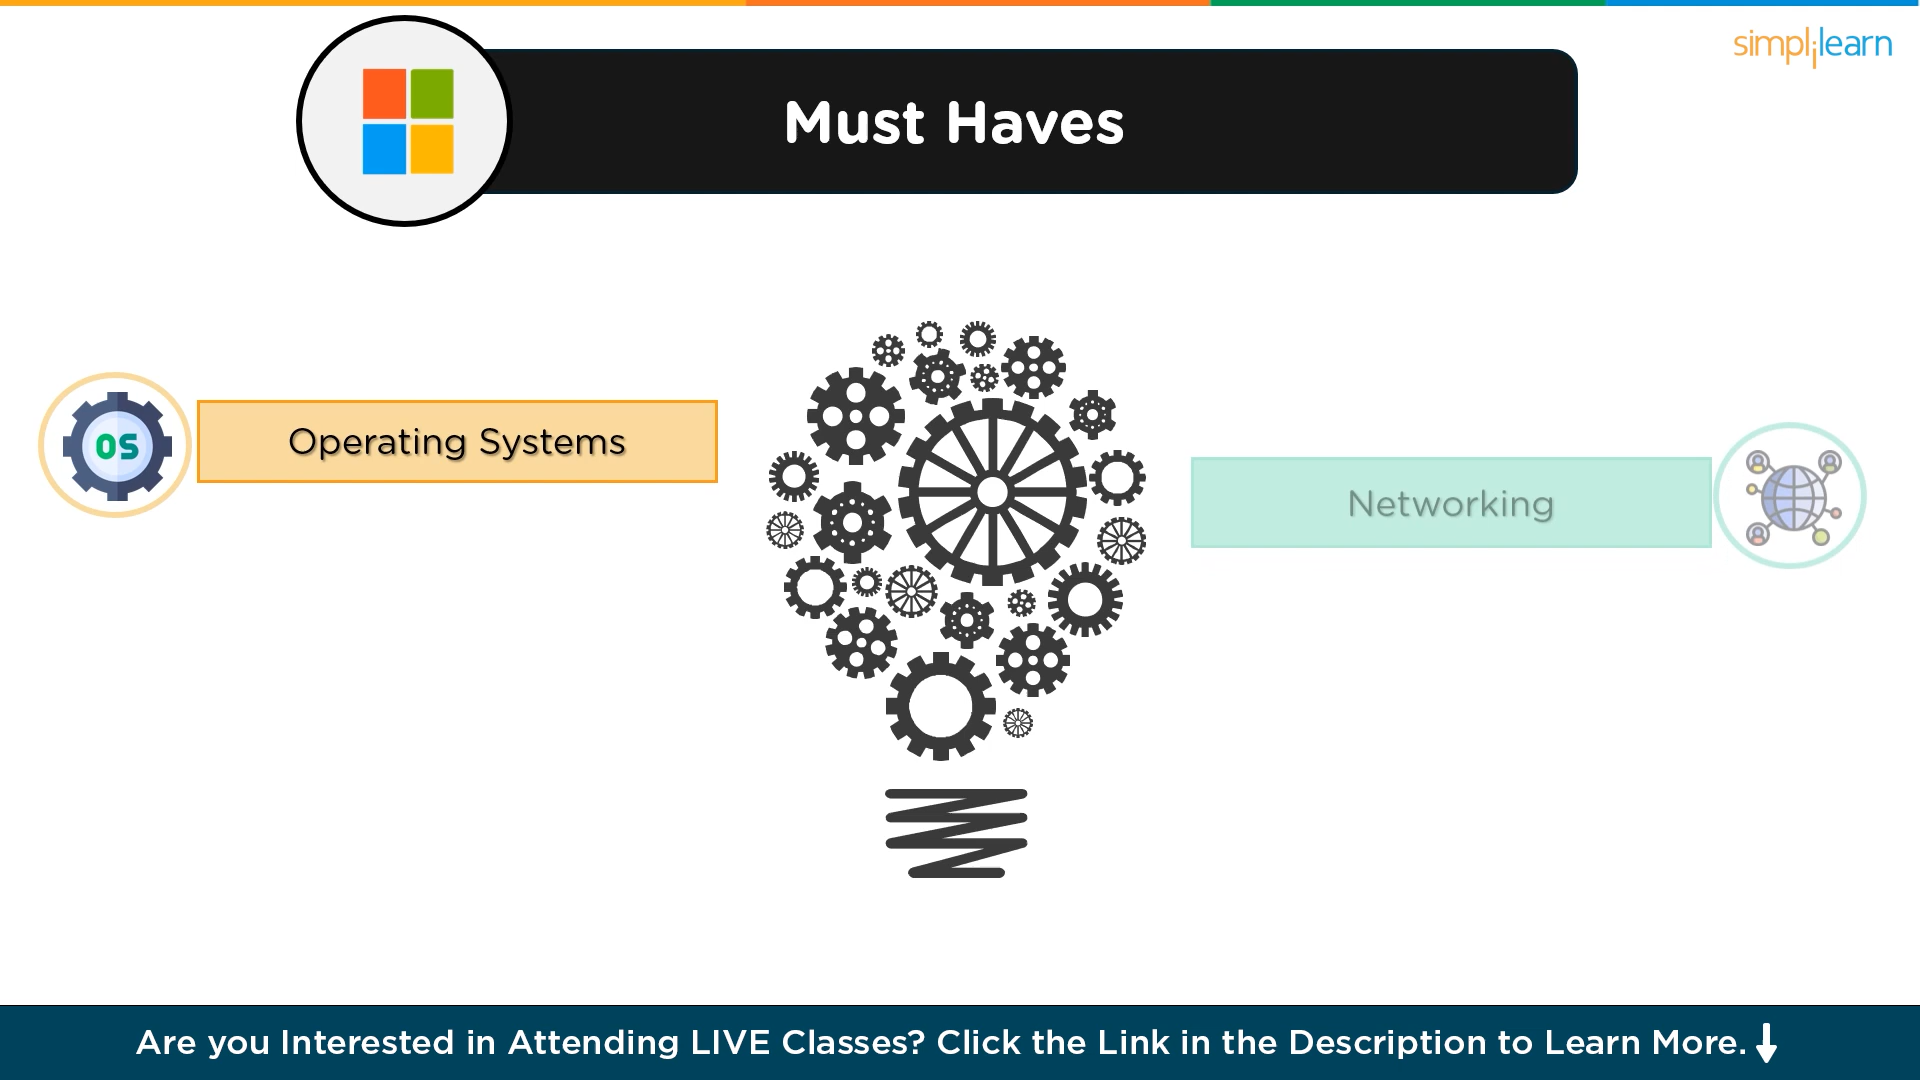 simplilearn
Must Haves
OS
Operating Systems
Networking
Are you Interested in Attending LIVE Classes? Click the Link in the Description to Learn More.